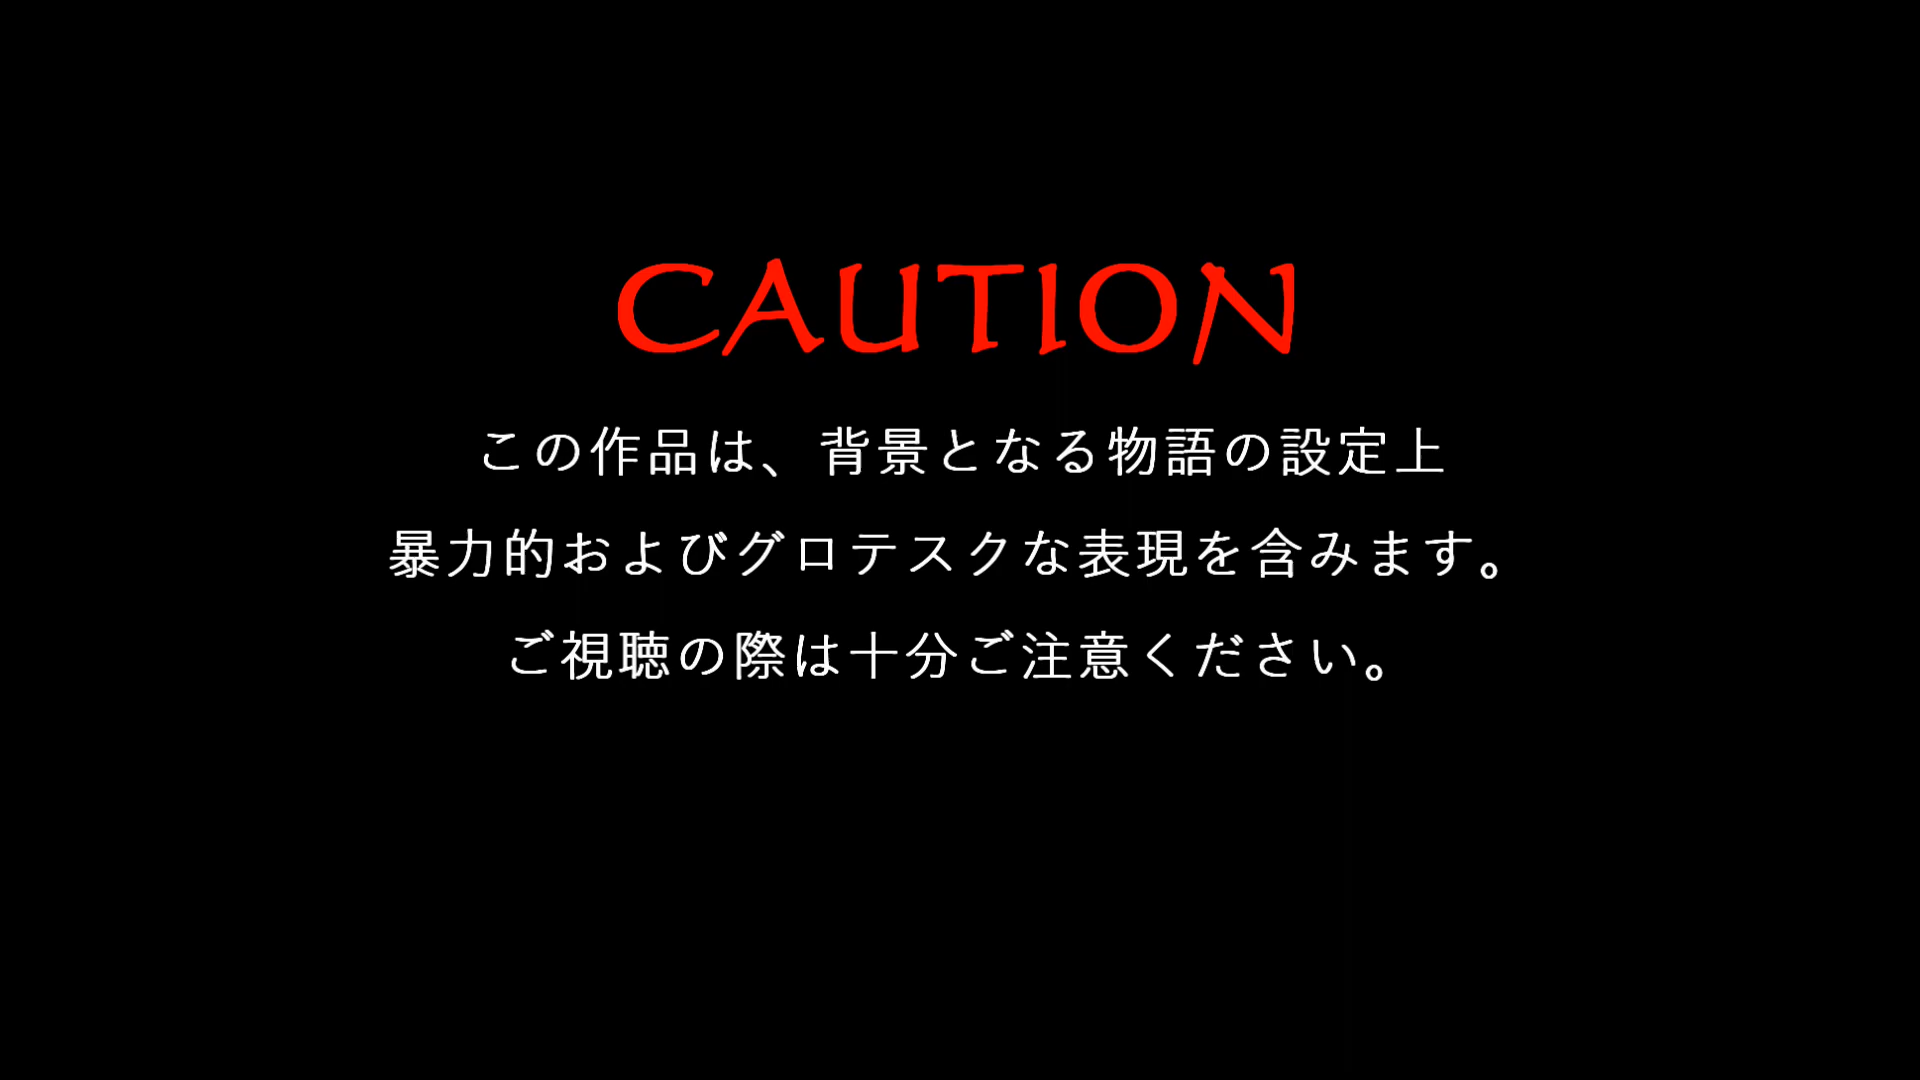 CAUTION
この作品は、背景となる物語の設定上
暴力的およびグロテスクな表現を含みます。
ご視聴の際は十分ご注意ください。